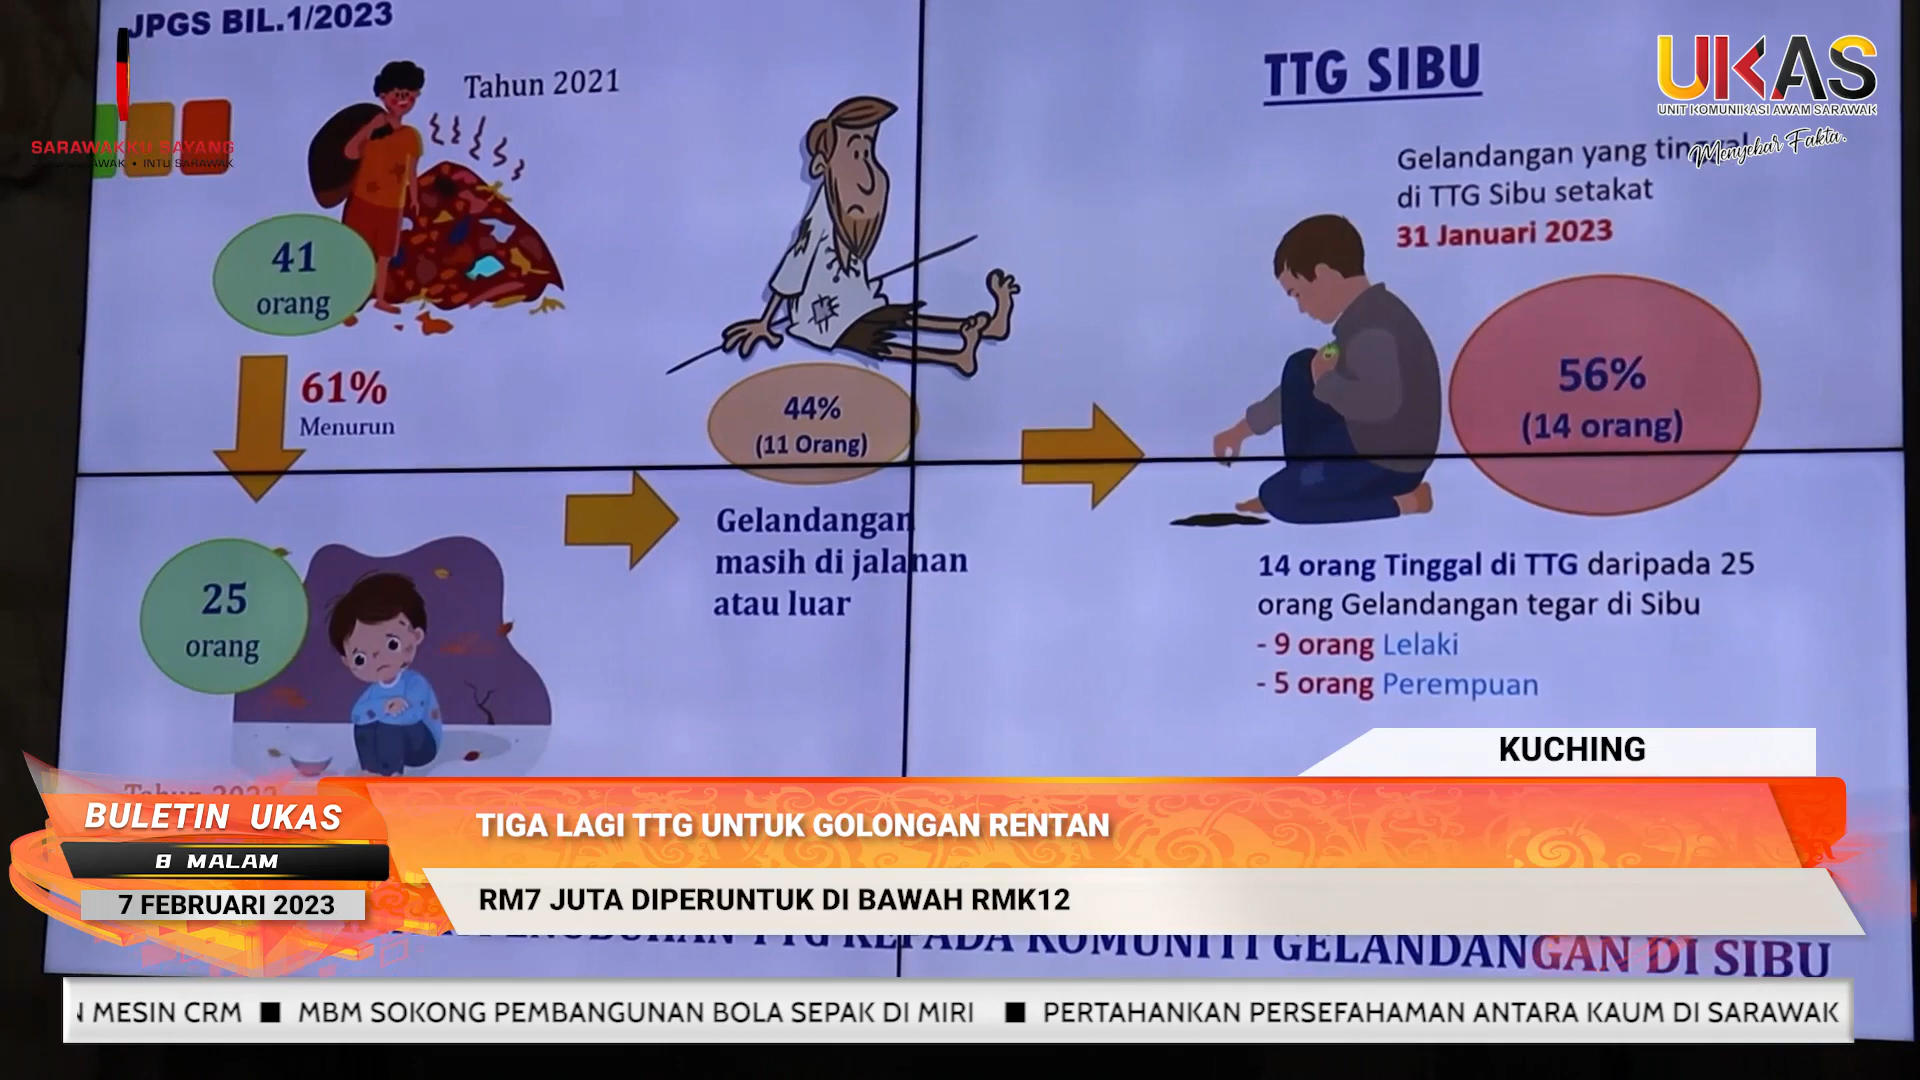 JPGS BIL.1/2023
Tahun 2021
TTG SIBU
UKAS
UNIT KOMUNIKASI AWAM SARAWAK
Menyebar Fakta.
SARAWAKKU SAYANG
INTU SARAWAK
Gelandangan yang
di TTG Sibu setakat
31 Januari 2023
41
orang
61%
Menurun
44%
(11 Orang)
56%
(14 orang)
Gelandangan
masih di jalanan
atau luar
25
orang
14 orang Tinggal di TTG daripada 25
orang Gelandangan tegar di Sibu
- 9 orang Lelaki
- 5 orang Perempuan
KUCHING
BULETIN UKAS
8 MALAM
7 FEBRUARI 2023
TIGA LAGI TTG UNTUK GOLONGAN RENTAN
RM7 JUTA DIPERUNTUK DI BAWAH RMK12
TTG KEPADA KOMUNITI GELANDANGAN DI SIBU
MESIN CRM ■ MBM SOKONG PEMBANGUNAN BOLA SEPAK DI MIRI ■ PERTAHANKAN PERSEFAHAMAN ANTARA KAUM DI SARAWAK